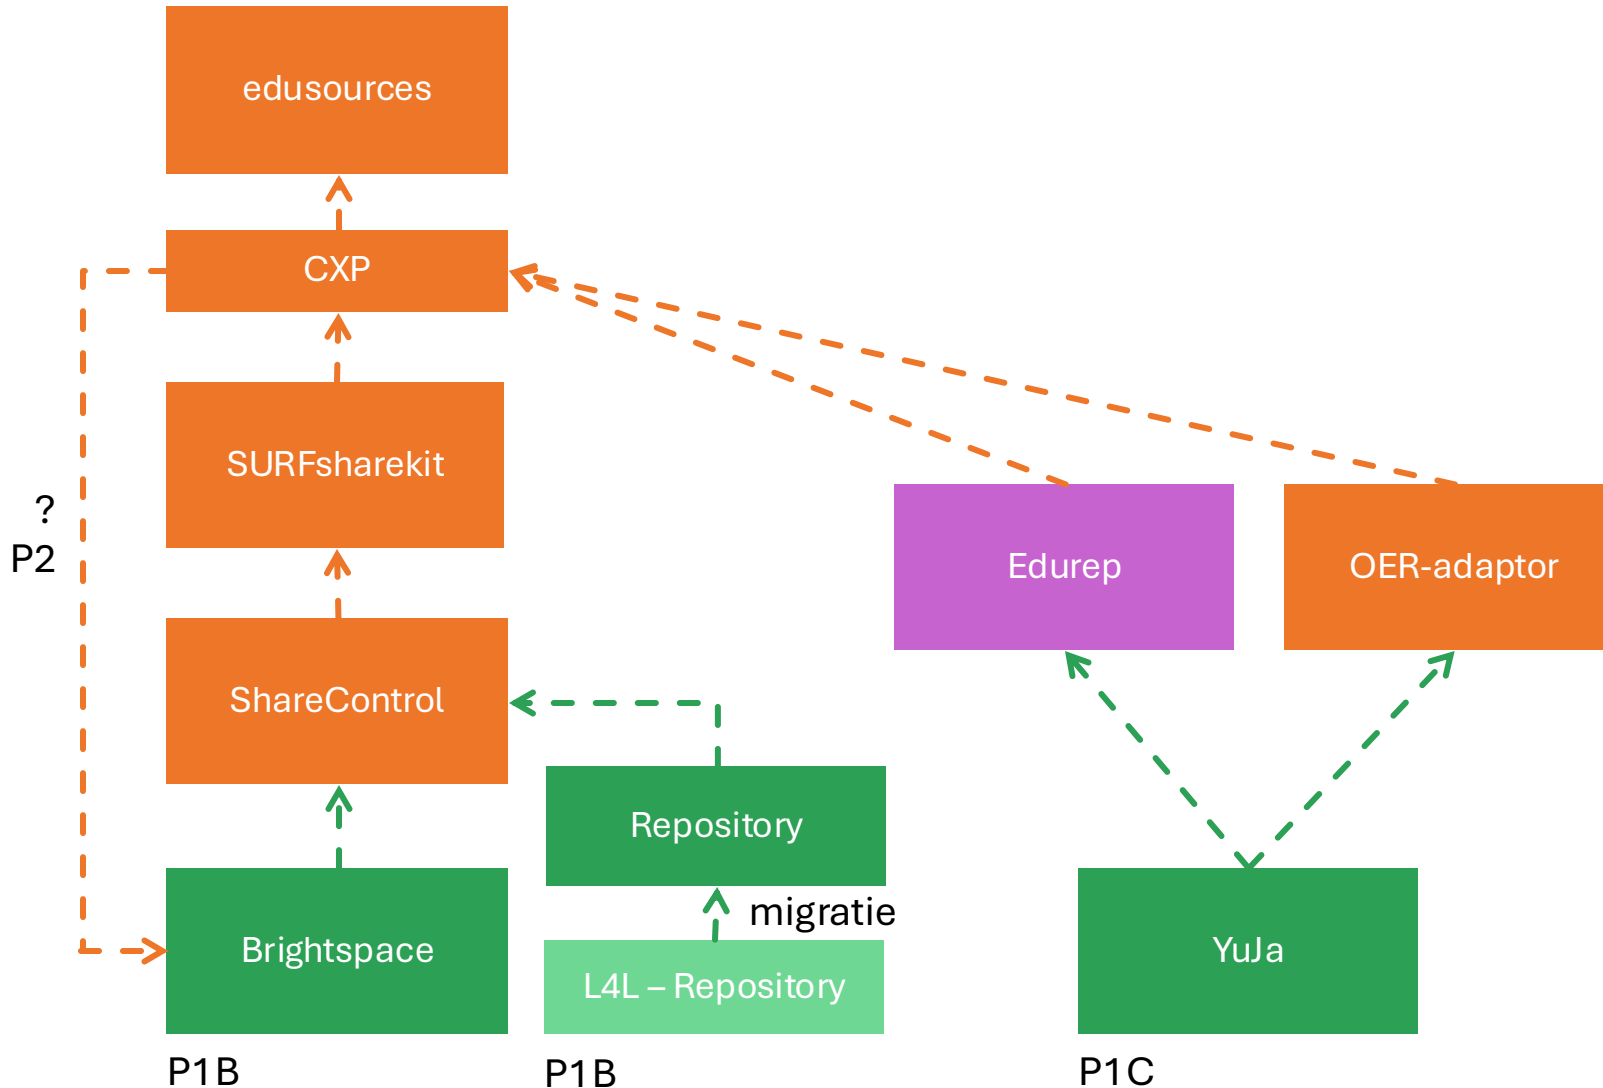 edusources
CXP
SURFsharekit
?
P2
Edurep
OER-adaptor
ShareControl
Repository
migratie
Brightspace
L4L – Repository
YuJa
P1B
P1B
P1C